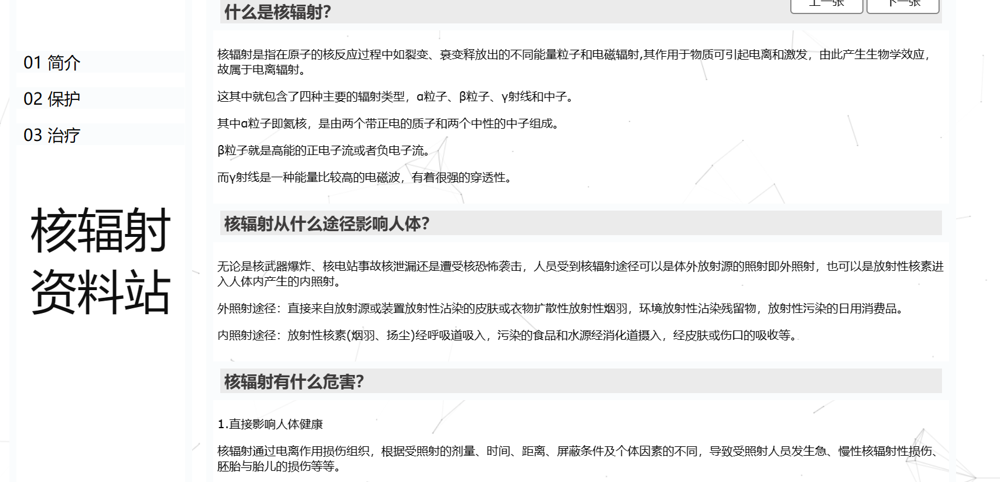 01 简介
02 保护
03 治疗
核辐射
资料站
上一张
下一张
什么是核辐射?
核辐射是指在原子的核反应过程中如裂变、衰变释放出的不同能量粒子和电磁辐射,其作用于物质可引起电离和激发，由此产生生物学效应，
故属于电离辐射。
这其中就包含了四种主要的辐射类型，α粒子、β粒子、γ射线和中子。
其中α粒子即氦核，是由两个带正电的质子和两个中性的中子组成。
β粒子就是高能的正电子流或者负电子流。
而γ射线是一种能量比较高的电磁波，有着很强的穿透性。
核辐射从什么途径影响人体?
无论是核武器爆炸、核电站事故核泄漏还是遭受核恐怖袭击，人员受到核辐射途径可以是体外放射源的照射即外照射，也可以是放射性核素进
入人体内产生的内照射。
外照射途径：直接来自放射源或装置放射性沾染的皮肤或衣物扩散性放射性烟羽，环境放射性沾染残留物，放射性污染的日用消费品。
内照射途径：放射性核素(烟羽、扬尘)经呼吸道吸入，污染的食品和水源经消化道摄入，经皮肤或伤口的吸收等。
核辐射有什么危害?
1.直接影响人体健康
核辐射通过电离作用损伤组织，根据受照射的剂量、时间、距离、屏蔽条件及个体因素的不同，导致受照射人员发生急、慢性核辐射性损伤、
胚胎与胎儿的损伤等等。